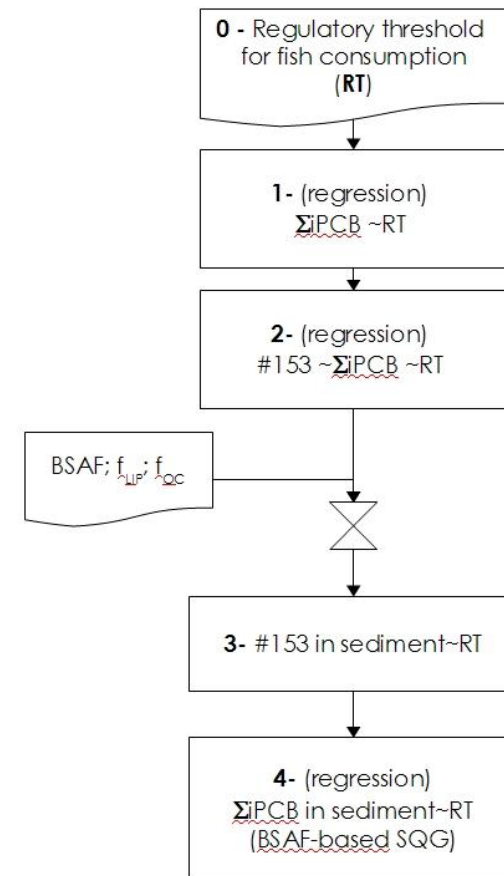 0 - Regulatory threshold
for fish consumption
(RT)
1- (regression)
ΣiPCB ~RT
2- (regression)
#153 ~ΣiPCB ~RT
BSAF; fLIP; fOC
3- #153 in sediment~RT
4- (regression)
ΣiPCB in sediment~RT
(BSAF-based SQG)